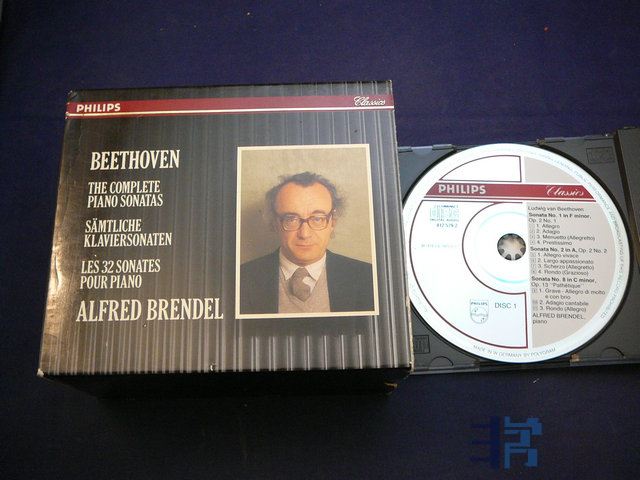 PHILIPS
Classics
BEETHOVEN
THE COMPLETE
PIANO SONATAS
SÄMTLICHE
KLAVIERSONATEN
LES 32 SONATES
POUR PIANO
ALFRED BRENDEL
PHILIPS
Classics
Ludwig van Beethoven
Sonata No. 1 in F minor,
Op. 2 No. 1
1. Allegro
2. Adagio
3. Menuetto (Allegretto)
4. Prestissimo
Sonata No. 2 in A, Op. 2 No. 2
1. Allegro vivace
2. Largo appassionato
3. Scherzo (Allegretto)
4. Rondo (Grazioso)
Sonata No. 8 in C minor,
Op. 13 "Pathétique"
1. Grave - Allegro di molto
e con brio
2. Adagio cantabile
3. Rondo (Allegro)
ALFRED BRENDEL,
piano
PHILIPS
DISC 1
MADE IN W. GERMANY BY POLYGRAM